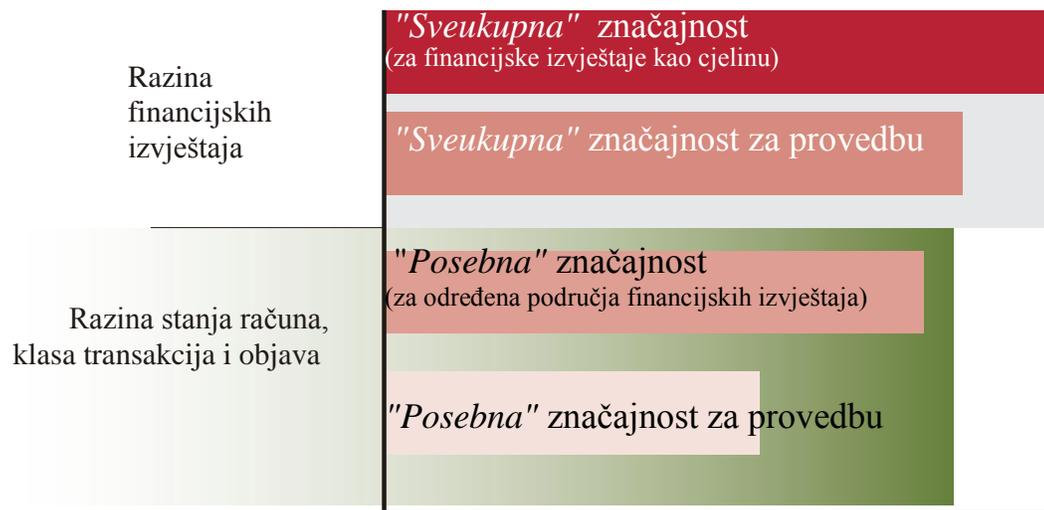 Razina
financijskih
izvještaja
"Sveukupna" značajnost
(za financijske izvještaje kao cjelinu)
"Sveukupna" značajnost za provedbu
Razina stanja računa,
klasa transakcija i objava
"Posebna" značajnost
(za određena područja financijskih izvještaja)
"Posebna" značajnost za provedbu